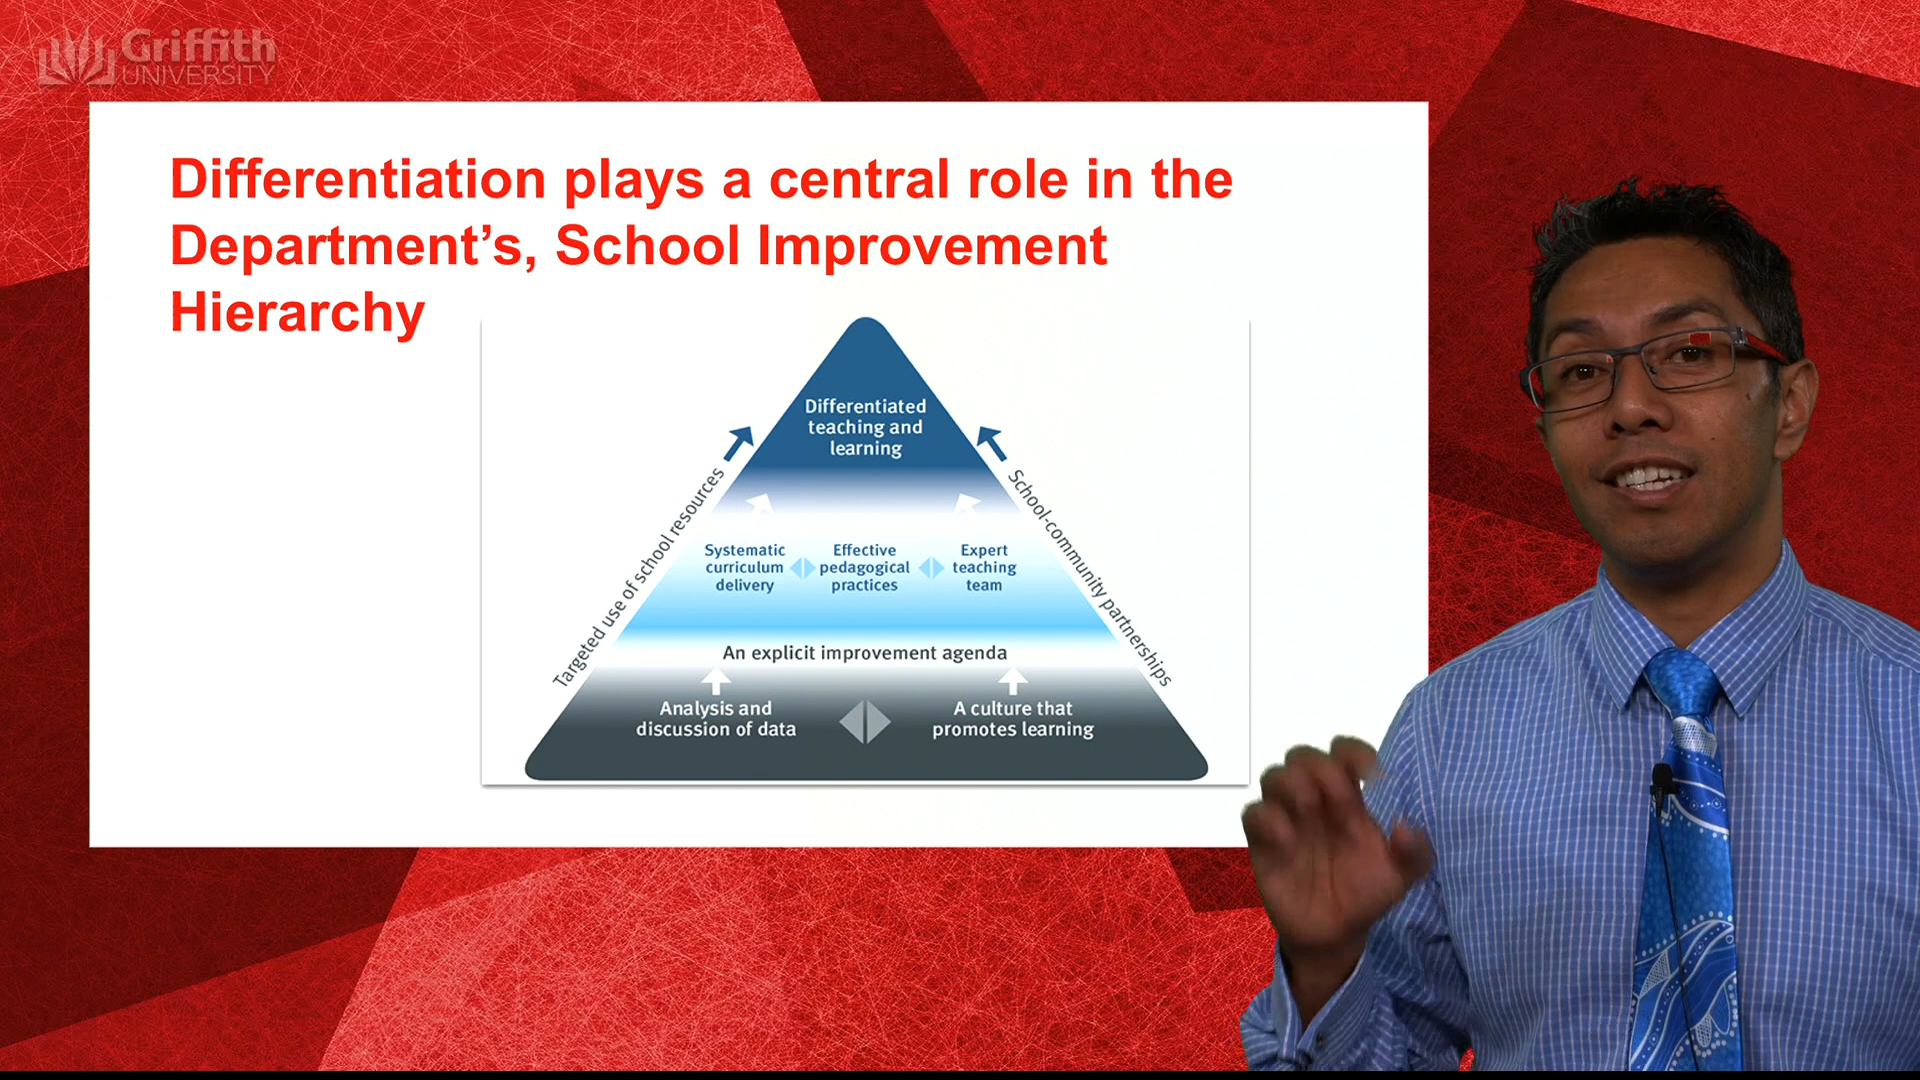 Griffith
UNIVERSITY
Differentiation plays a central role in the
Department’s, School Improvement
Hierarchy
Differentiated
teaching and
learning
Targeted use of school resources
School-community partnerships
Systematic
curriculum
delivery
Effective
pedagogical
practices
Expert
teaching
team
An explicit improvement agenda
Analysis and
discussion of data
A culture that
promotes learning